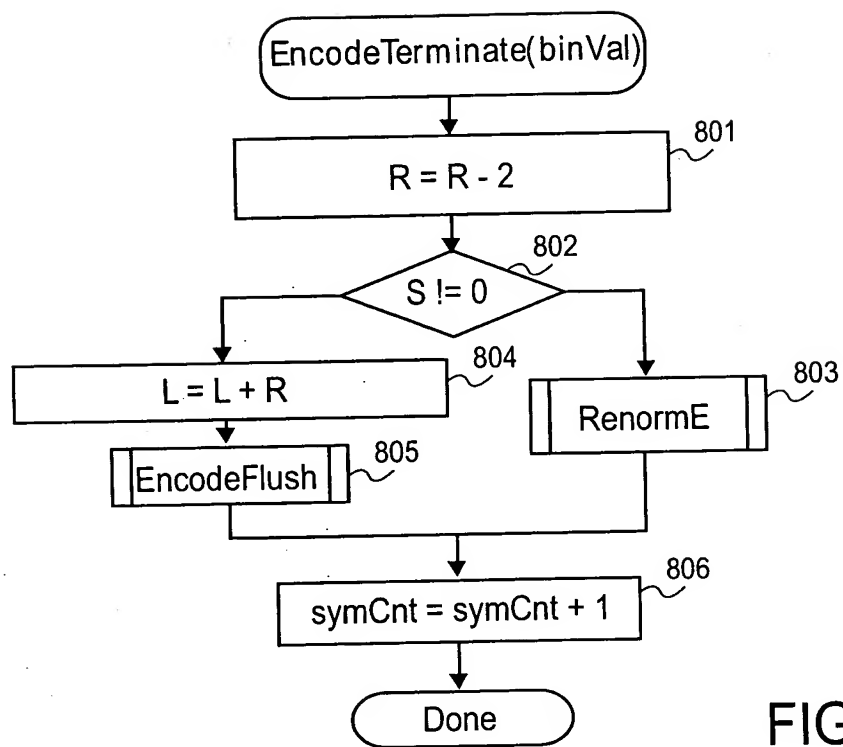 EncodeTerminate(binVal)
801
R = R - 2
802
S != 0
804
L = L + R
803
RenormE
EncodeFlush
805
806
symCnt = symCnt + 1
Done
FIG